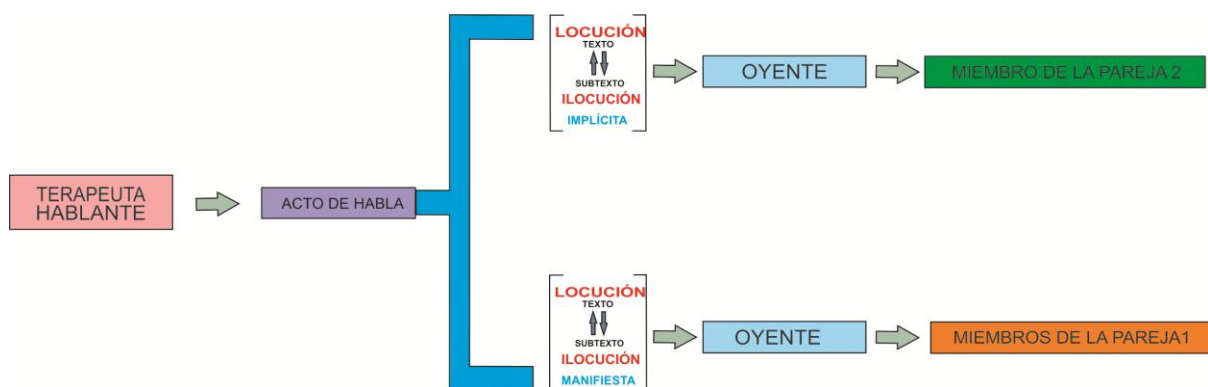 TERAPEUTA
HABLANTE
ACTO DE HABLA
LOCUCIÓN
TEXTO
SUBTEXTO
ILOCUCIÓN
IMPLÍCITA
OYENTE
MIEMBRO DE LA PAREJA 2
LOCUCIÓN
TEXTO
SUBTEXTO
ILOCUCIÓN
MANIFIESTA
OYENTE
MIEMBROS DE LA PAREJA1